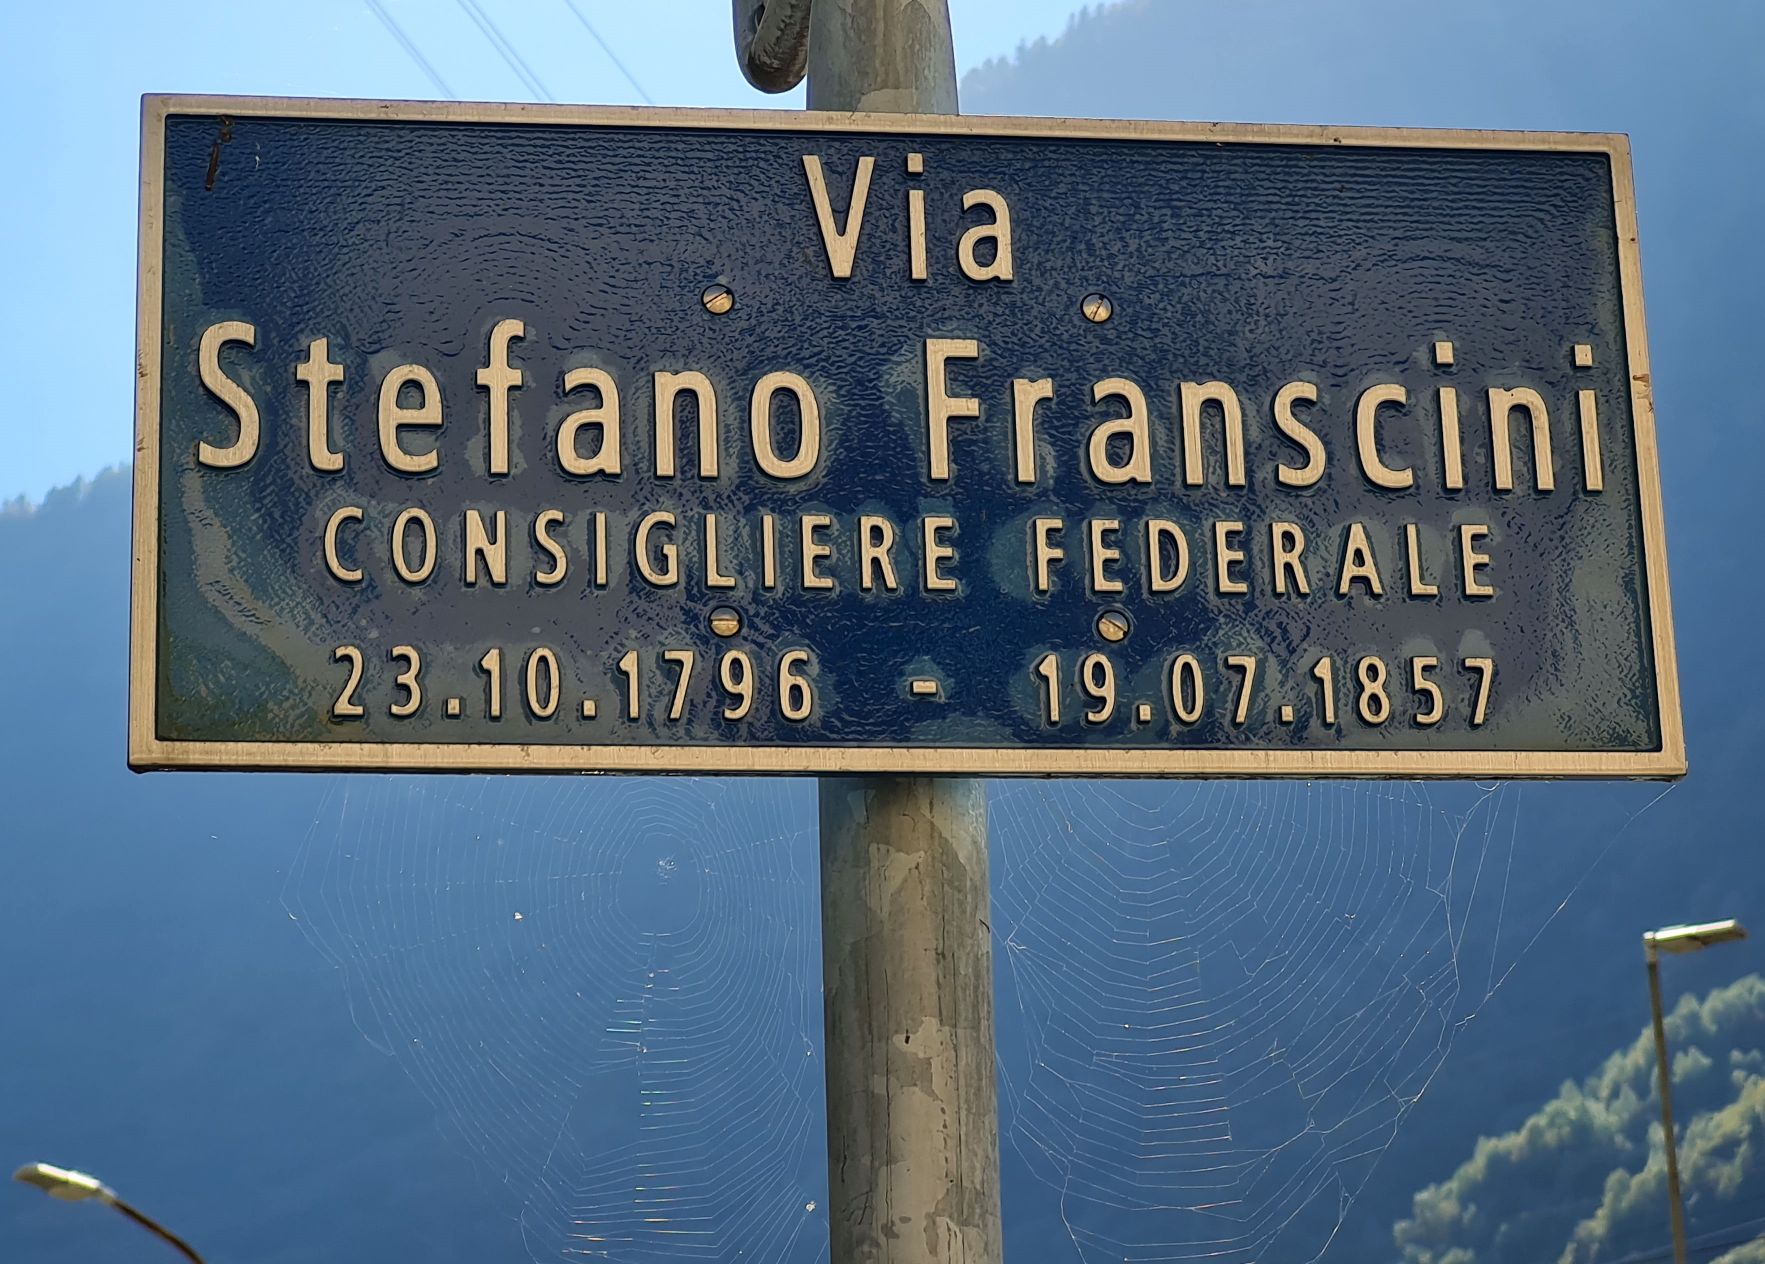 Via
Stefano Franscini
CONSIGLIERE FEDERALE
23.10.1796 - 19.07.1857